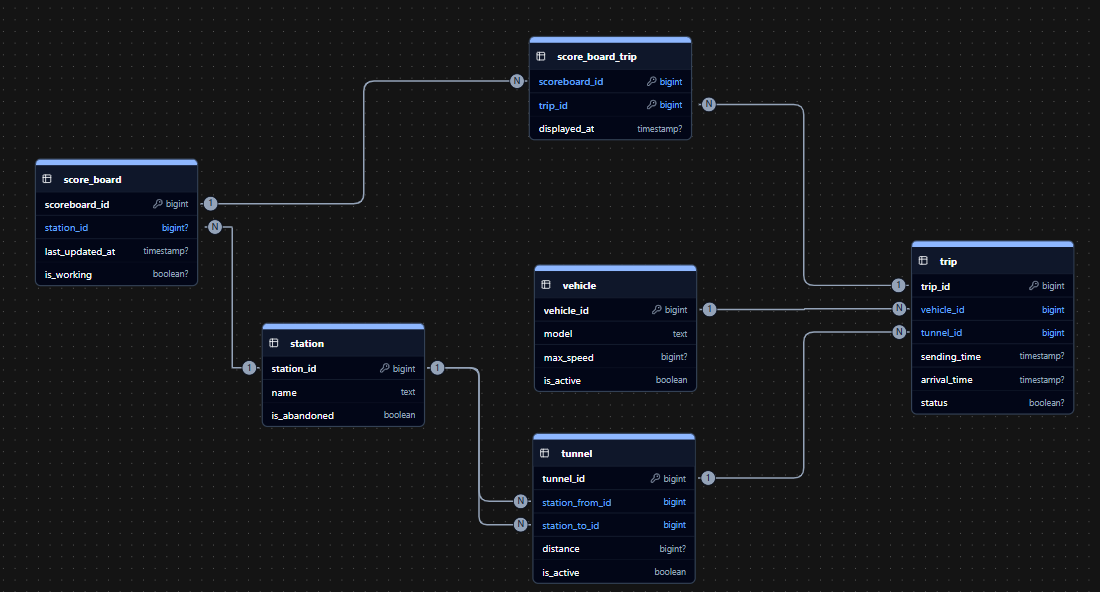 score_board_trip
scoreboard_id bigint
trip_id bigint
displayed_at timestamp?
N
N
score_board
scoreboard_id bigint
station_id bigint?
last_updated_at timestamp?
is_working boolean?
1
N
trip
trip_id bigint
vehicle_id bigint
tunnel_id bigint
sending_time timestamp?
arrival_time timestamp?
status boolean?
1
N
N
vehicle
vehicle_id bigint
model text
max_speed bigint?
is_active boolean
1
station
station_id bigint
name text
is_abandoned boolean
1
1
tunnel
tunnel_id bigint
station_from_id bigint
station_to_id bigint
distance bigint?
is_active boolean
1
N
N